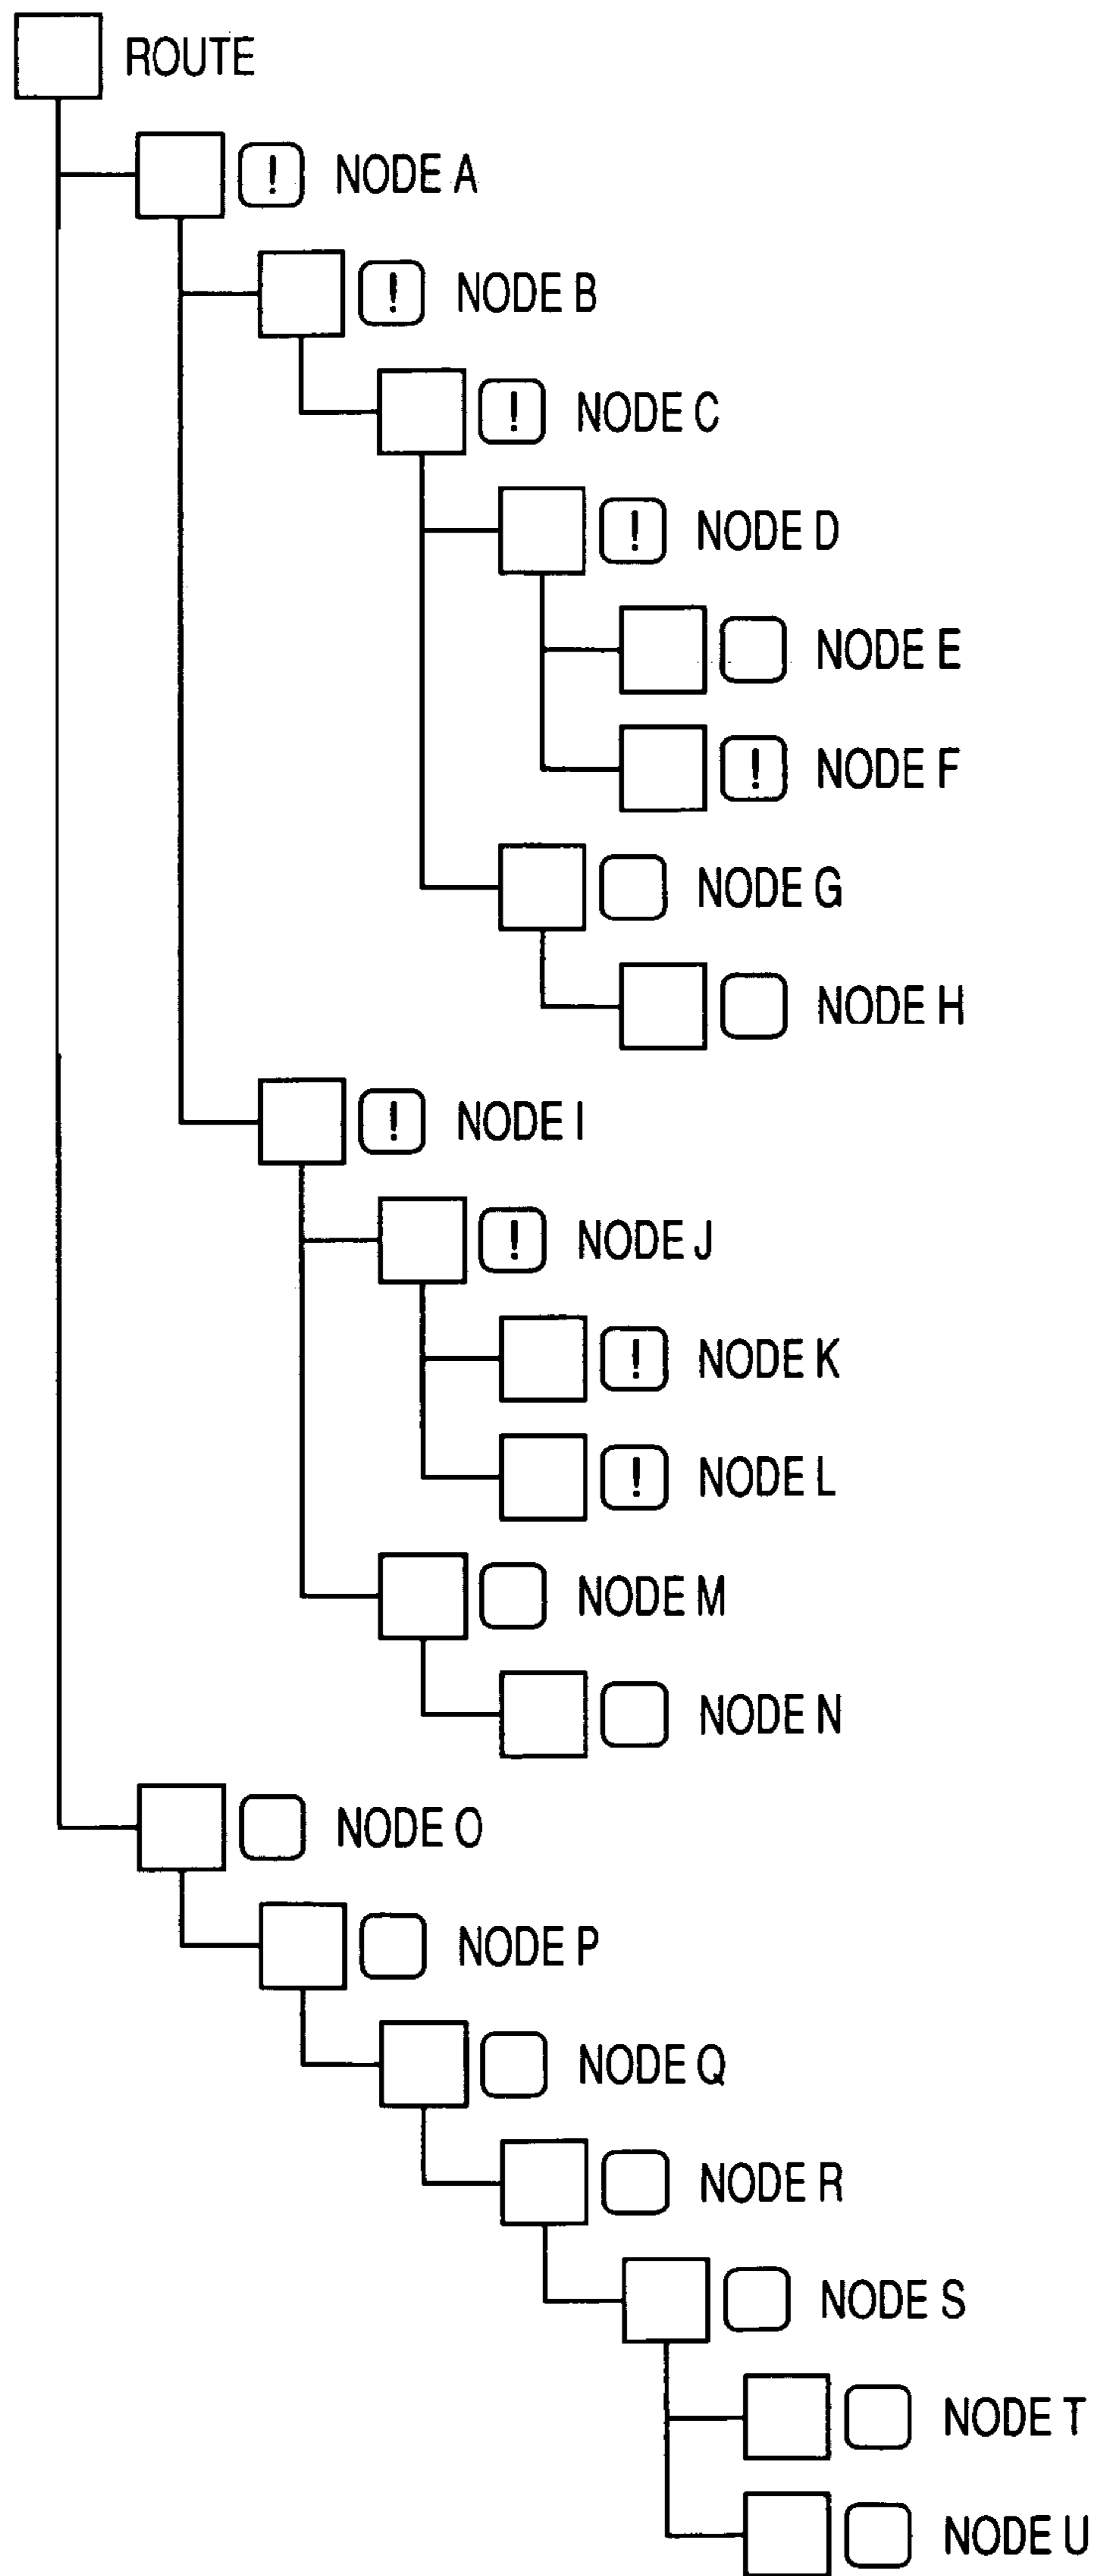 ROUTE
! NODE A
! NODE B
! NODE C
! NODE D
NODE E
! NODE F
NODE G
NODE H
! NODE I
! NODE J
! NODE K
! NODE L
NODE M
NODE N
NODE O
NODE P
NODE Q
NODE R
NODE S
NODE T
NODE U